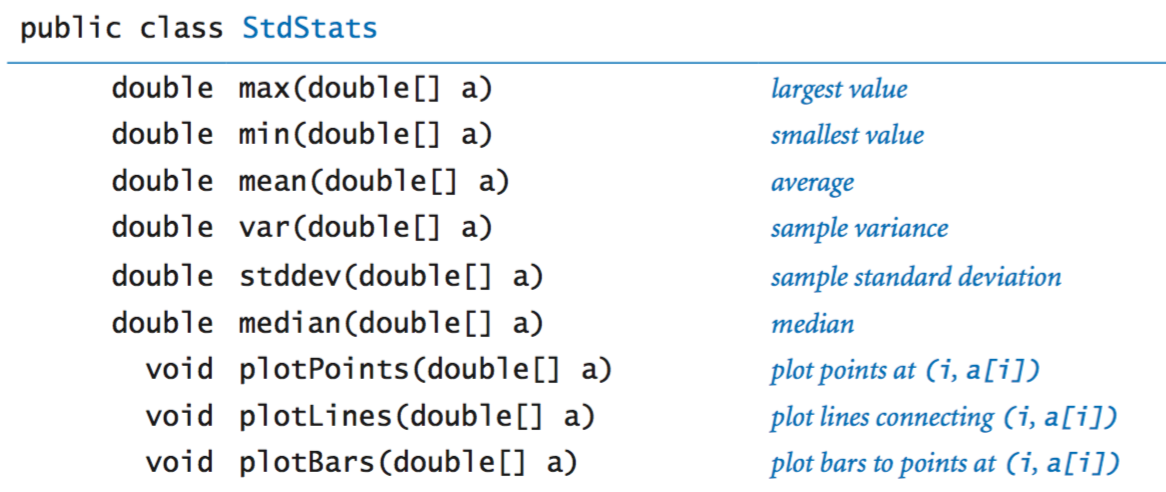 public class StdStats
double max(double[] a) largest value
double min(double[] a) smallest value
double mean(double[] a) average
double var(double[] a) sample variance
double stddev(double[] a) sample standard deviation
double median(double[] a) median
void plotPoints(double[] a) plot points at (i, a[i])
void plotLines(double[] a) plot lines connecting (i, a[i])
void plotBars(double[] a) plot bars to points at (i, a[i])